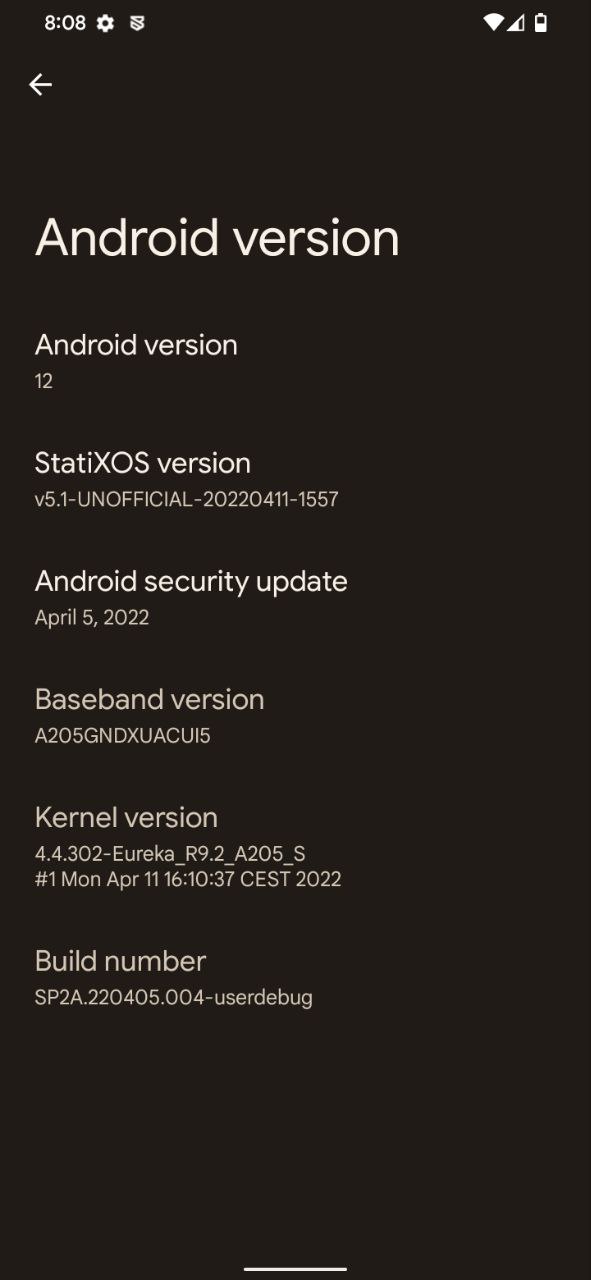 8:08
Android version
Android version
12
StatiXOS version
v5.1-UNOFFICIAL-20220411-1557
Android security update
April 5, 2022
Baseband version
A205GNDXUACUI5
Kernel version
4.4.302-Eureka_R9.2_A205_S
#1 Mon Apr 11 16:10:37 CEST 2022
Build number
SP2A.220405.004-userdebug